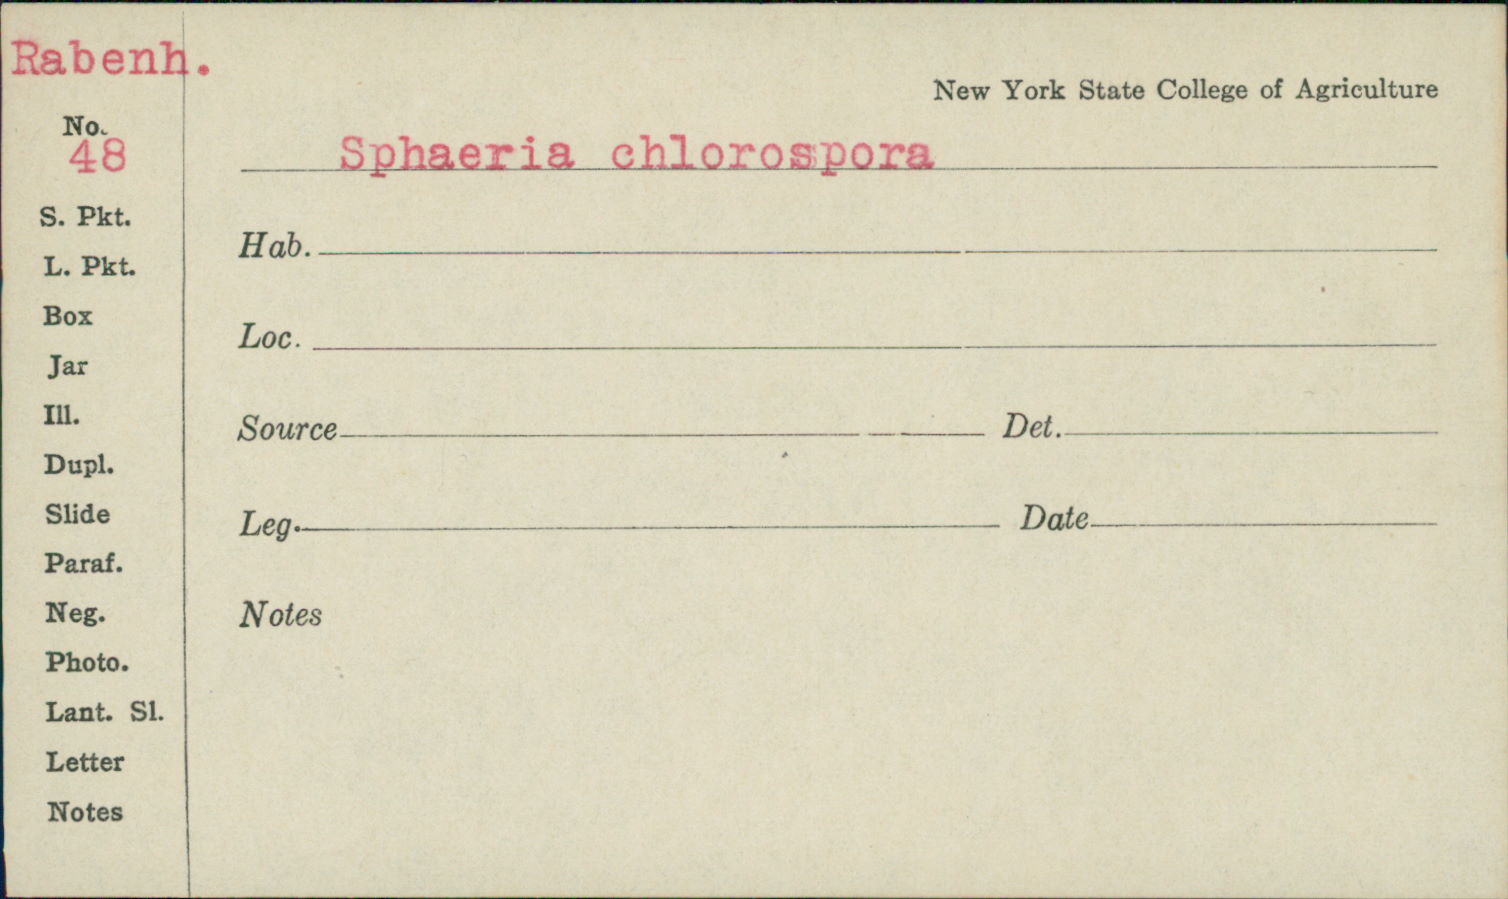 Rabenh.
New York State College of Agriculture
No.
48
Sphaeria chlorospora
S. Pkt.
L. Pkt.
Box
Jar
Ill.
Dupl.
Slide
Paraf.
Neg.
Photo.
Lant. Sl.
Letter
Notes
Hab.
Loc.
Source Det.
Leg. Date
Notes